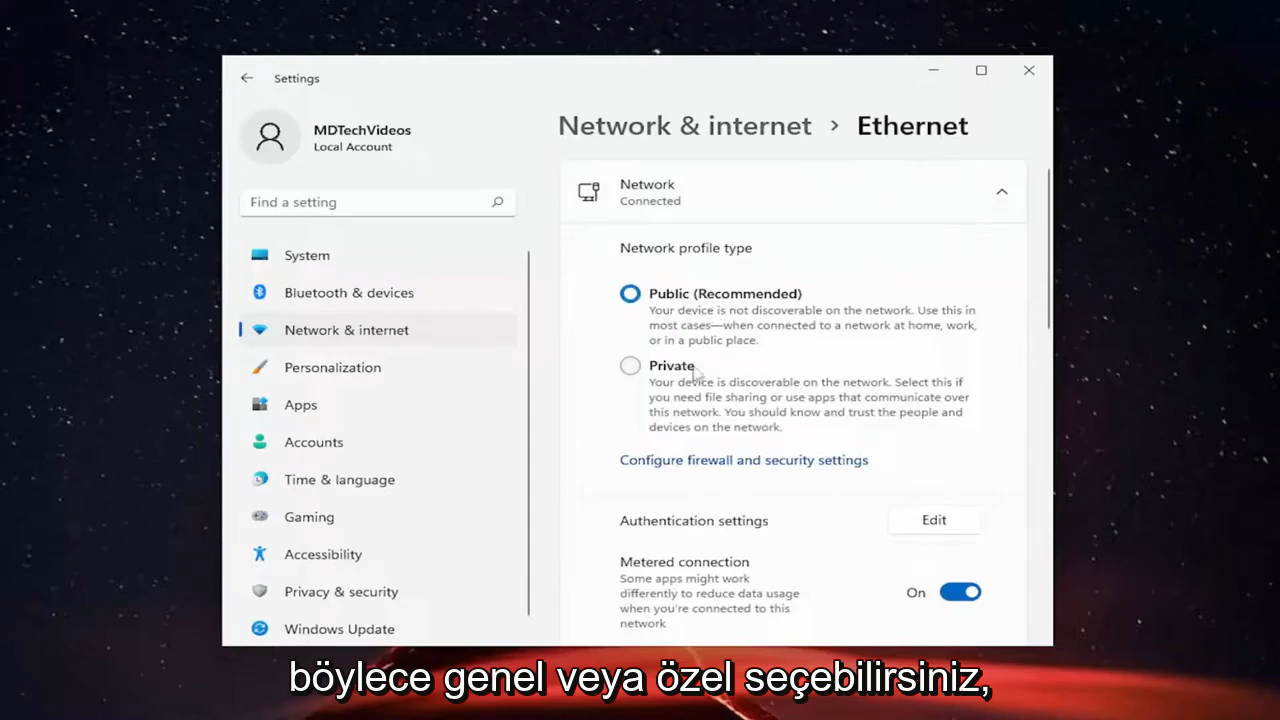 Settings
MDTechVideos
Local Account
Find a setting
System
Bluetooth & devices
Network & internet
Personalization
Apps
Accounts
Time & language
Gaming
Accessibility
Privacy & security
Windows Update
Network & internet › Ethernet
Network
Connected
Network profile type
Public (Recommended)
Your device is not discoverable on the network. Use this in
most cases—when connected to a network at home, work,
or in a public place.
Private
Your device is discoverable on the network. Select this if
you need file sharing or use apps that communicate over
this network. You should know and trust the people and
devices on the network.
Configure firewall and security settings
Authentication settings
Edit
Metered connection
Some apps might work
differently to reduce data usage
when you're connected to this
network
On
böylece genel veya özel seçebilirsiniz,